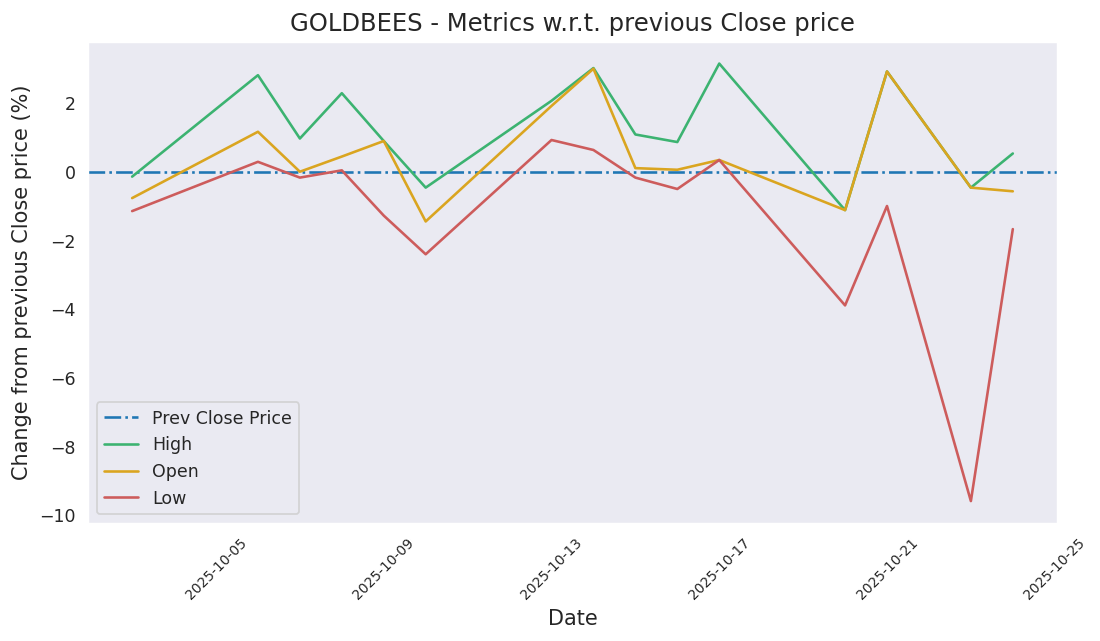 GOLDBEES - Metrics w.r.t. previous Close price
Change from previous Close price (%)
2
0
−2
−4
−6
−8
−10
Prev Close Price
High
Open
Low
2025-10-05
2025-10-09
2025-10-13
2025-10-17
2025-10-21
2025-10-25
Date